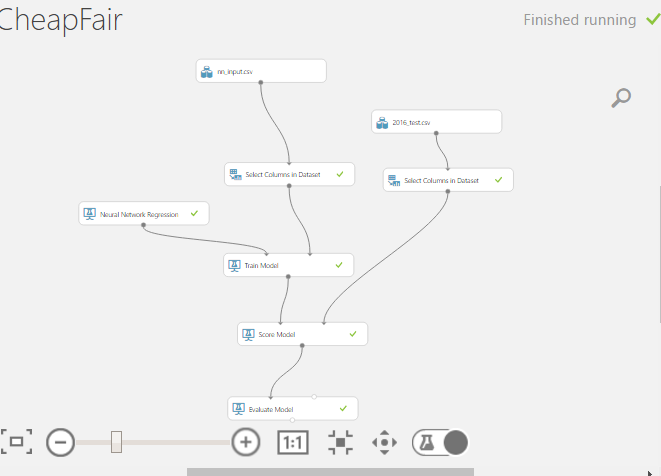 CheapFair
Finished running
nn_input.csv
2016_test.csv
Select Columns in Dataset
Select Columns in Dataset
Neural Network Regression
Train Model
Score Model
Evaluate Model
1:1